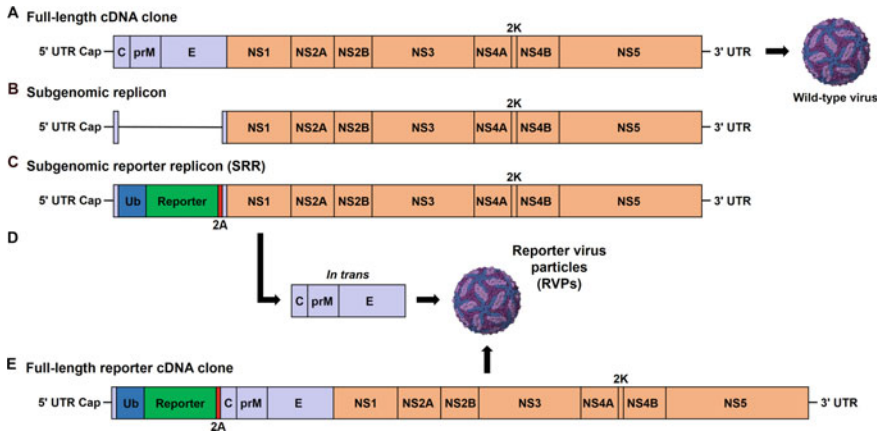 A Full-length cDNA clone
2K
5' UTR Cap C prM E NS1 NS2A NS2B NS3 NS4A NS4B NS5 3' UTR
Wild-type virus
B Subgenomic replicon
2K
5' UTR Cap NS1 NS2A NS2B NS3 NS4A NS4B NS5 3' UTR
C Subgenomic reporter replicon (SRR)
2K
5' UTR Cap Ub Reporter NS1 NS2A NS2B NS3 NS4A NS4B NS5 3' UTR
2A
D
In trans
C prM E
Reporter virus
particles
(RVPs)
E Full-length reporter cDNA clone
2K
5' UTR Cap Ub Reporter C prM E NS1 NS2A NS2B NS3 NS4A NS4B NS5 3' UTR
2A